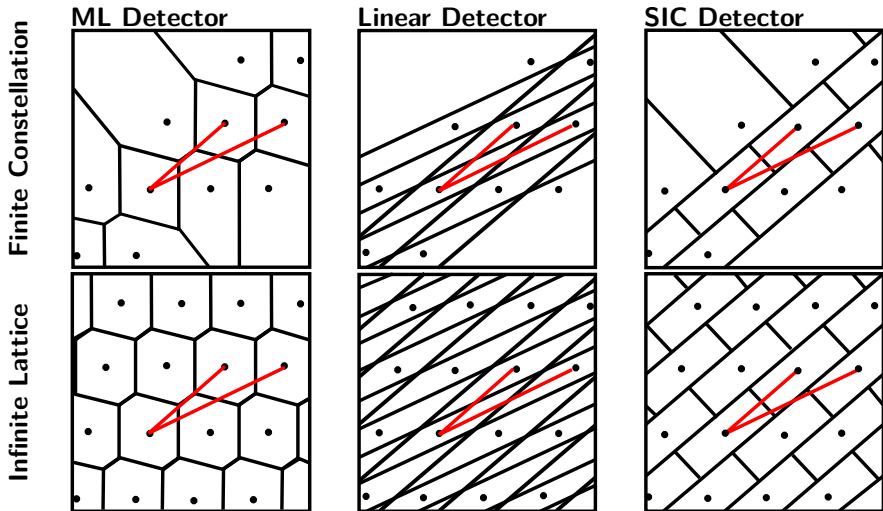 ML Detector
Linear Detector
SIC Detector
Finite Constellation
Infinite Lattice